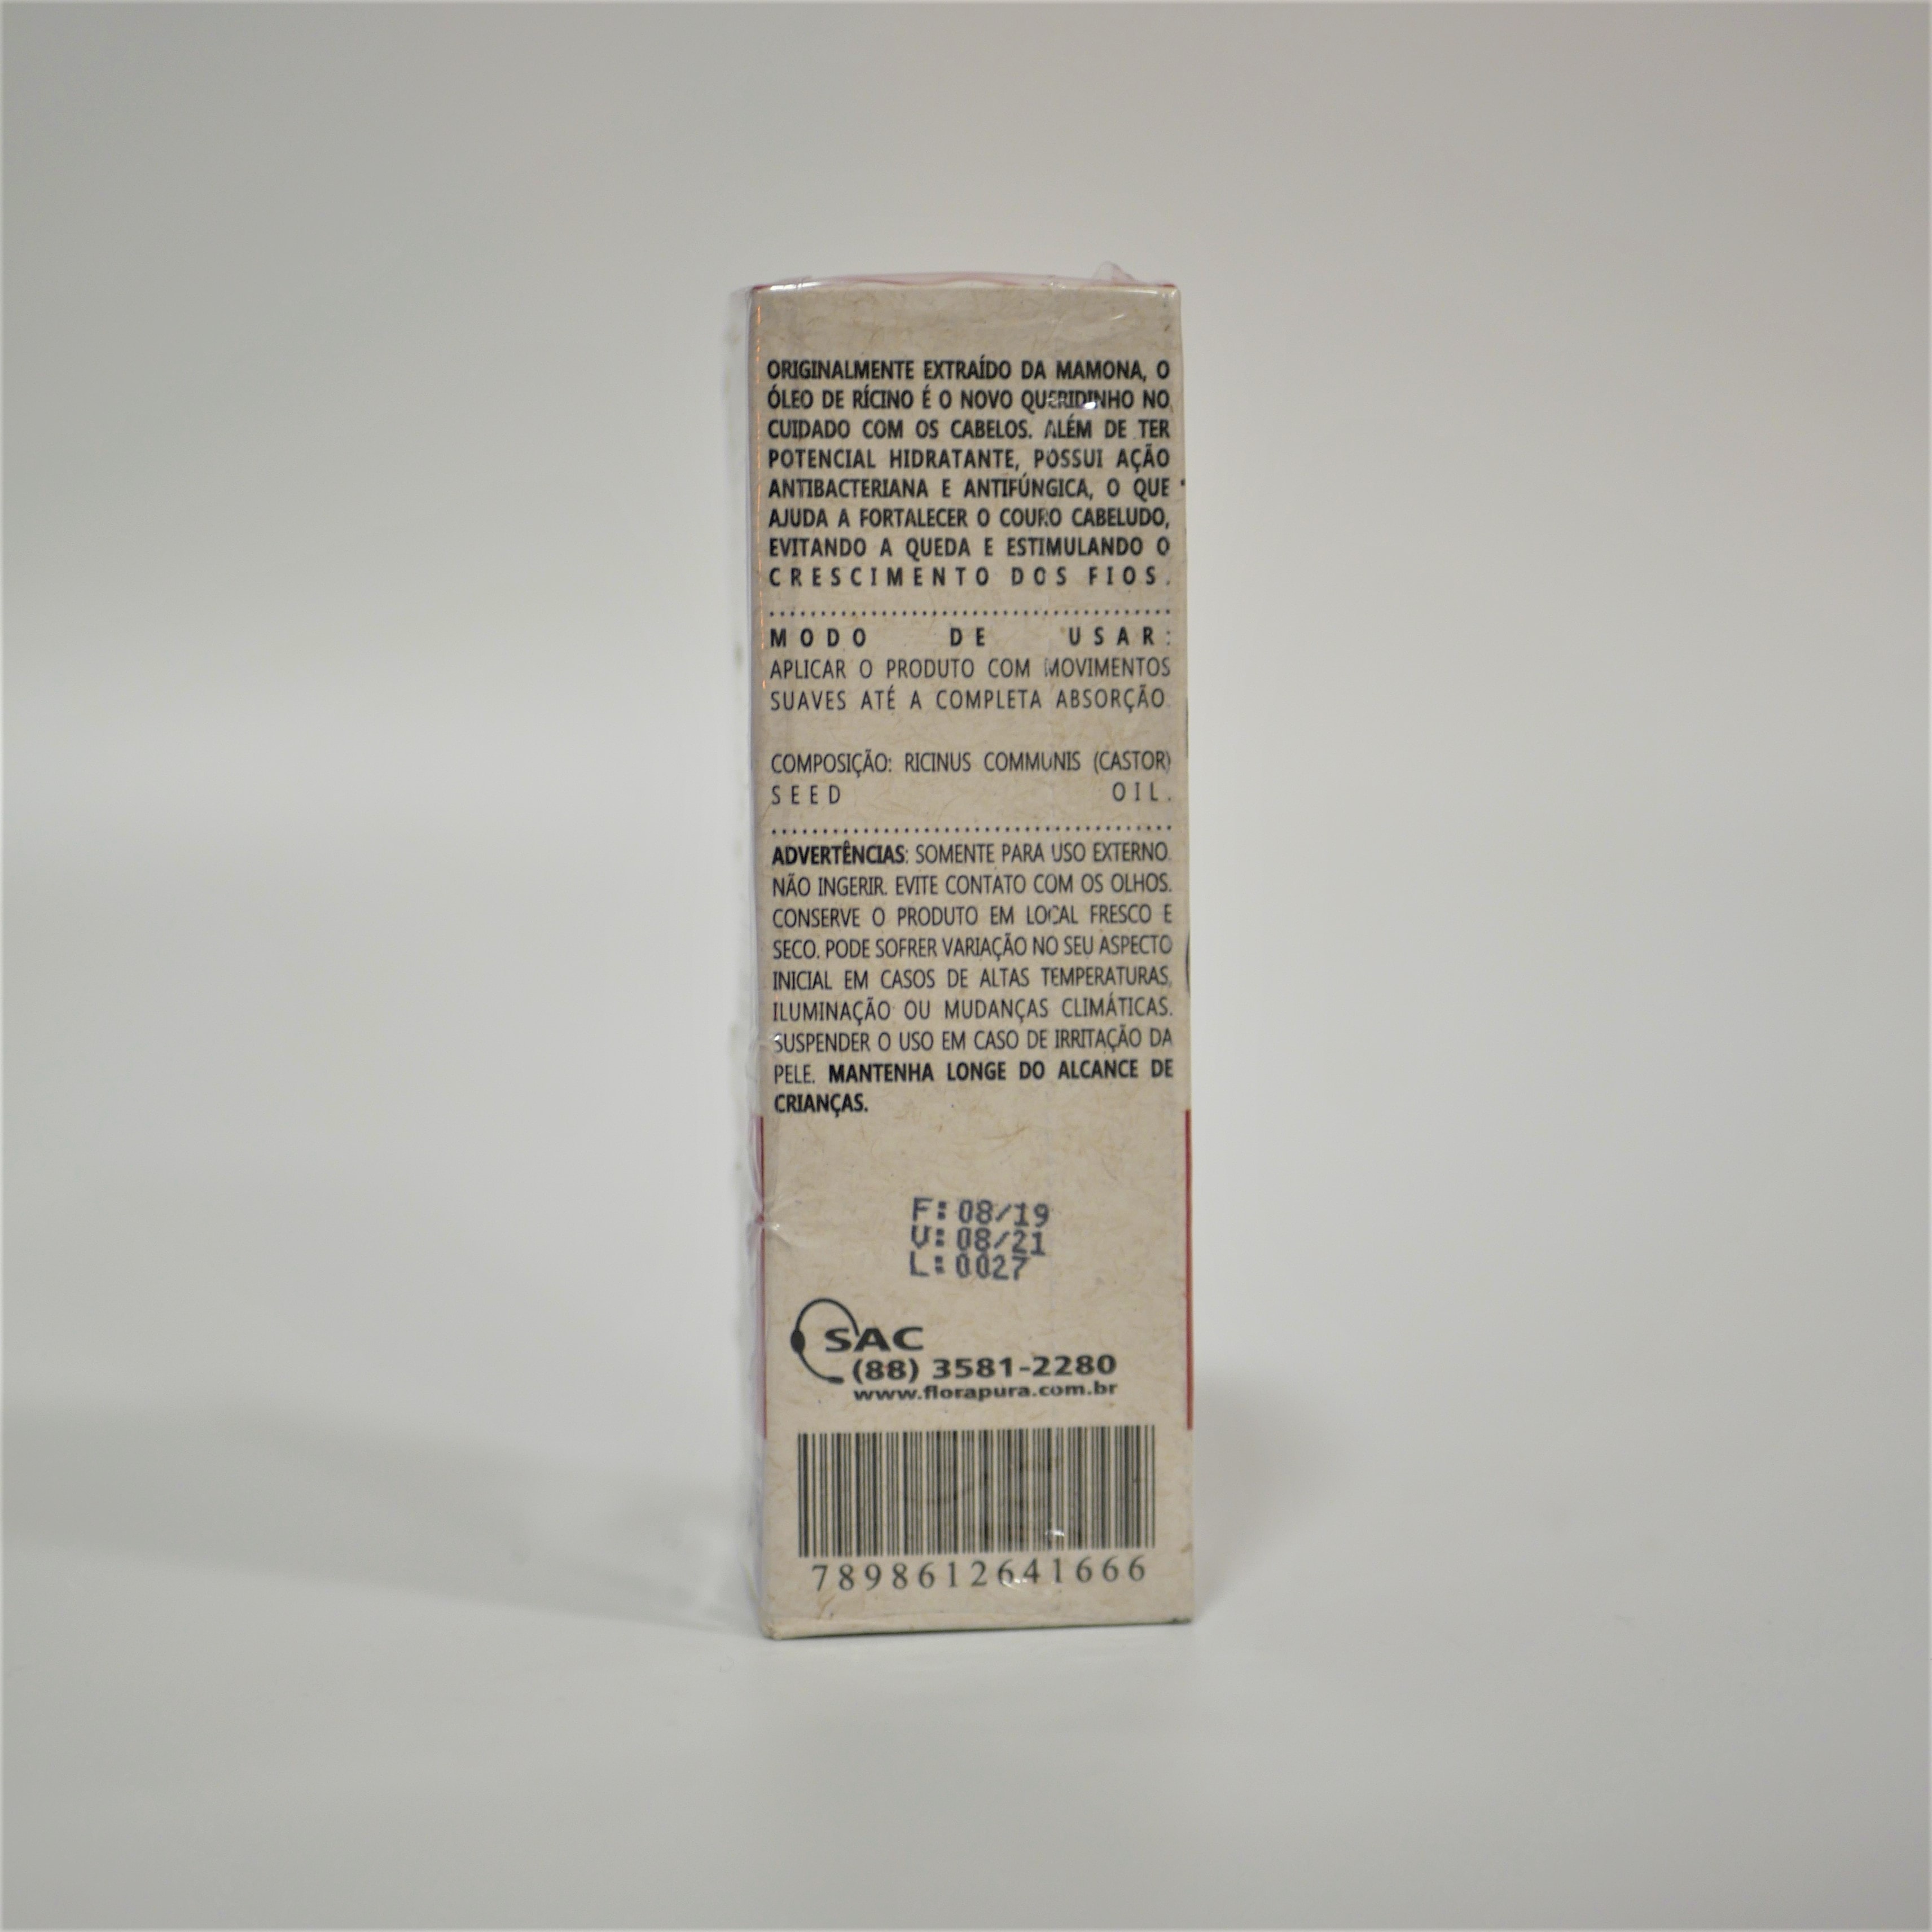 ORIGINALMENTE EXTRAÍDO DA MAMONA, O
ÓLEO DE RÍCINO É O NOVO QUERIDINHO NO
CUIDADO COM OS CABELOS. ALÉM DE TER
POTENCIAL HIDRATANTE, POSSUI AÇÃO
ANTIBACTERIANA E ANTIFÚNGICA, O QUE
AJUDA A FORTALECER O COURO CABELUDO,
EVITANDO A QUEDA E ESTIMULANDO O
CRESCIMENTO DOS FIOS.
MODO DE USAR:
APLICAR O PRODUTO COM MOVIMENTOS
SUAVES ATÉ A COMPLETA ABSORÇÃO.
COMPOSIÇÃO: RICINUS COMMUNIS (CASTOR)
SEED OIL.
ADVERTÊNCIAS: SOMENTE PARA USO EXTERNO.
NÃO INGERIR. EVITE CONTATO COM OS OLHOS.
CONSERVE O PRODUTO EM LOCAL FRESCO E
SECO. PODE SOFRER VARIAÇÃO NO SEU ASPECTO
INICIAL EM CASOS DE ALTAS TEMPERATURAS,
ILUMINAÇÃO OU MUDANÇAS CLIMÁTICAS.
SUSPENDER O USO EM CASO DE IRRITAÇÃO DA
PELE. MANTENHA LONGE DO ALCANCE DE
CRIANÇAS.
F: 08/19
V: 08/21
L: 0027
SAC
(88) 3581-2280
www.florapura.com.br
7898612641666